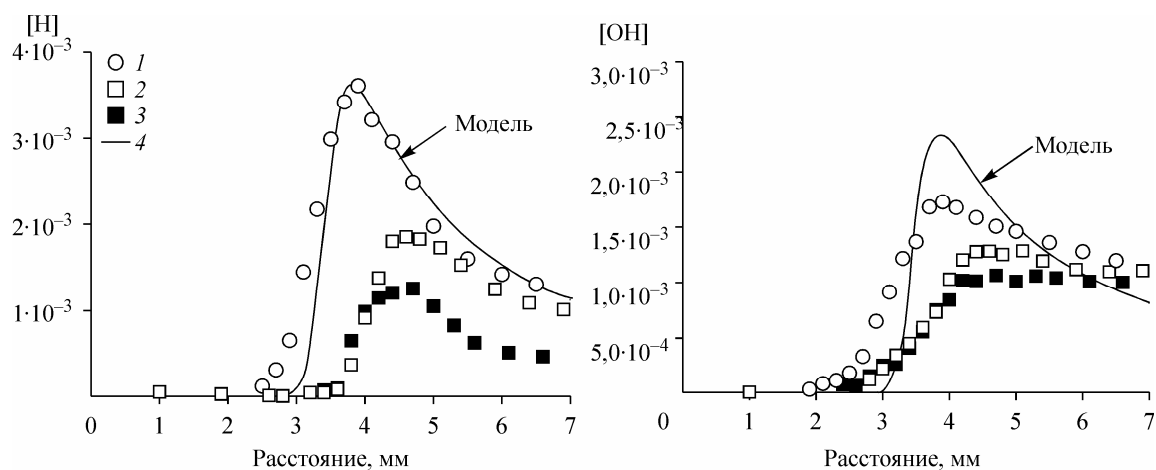 [H]
4·10⁻³
3·10⁻³
2·10⁻³
1·10⁻³
1
2
3
4
Модель
0 1 2 3 4 5 6 7
Расстояние, мм
[OH]
3,0·10⁻³
2,5·10⁻³
2,0·10⁻³
1,5·10⁻³
1,0·10⁻³
5,0·10⁻⁴
Модель
0 1 2 3 4 5 6 7
Расстояние, мм